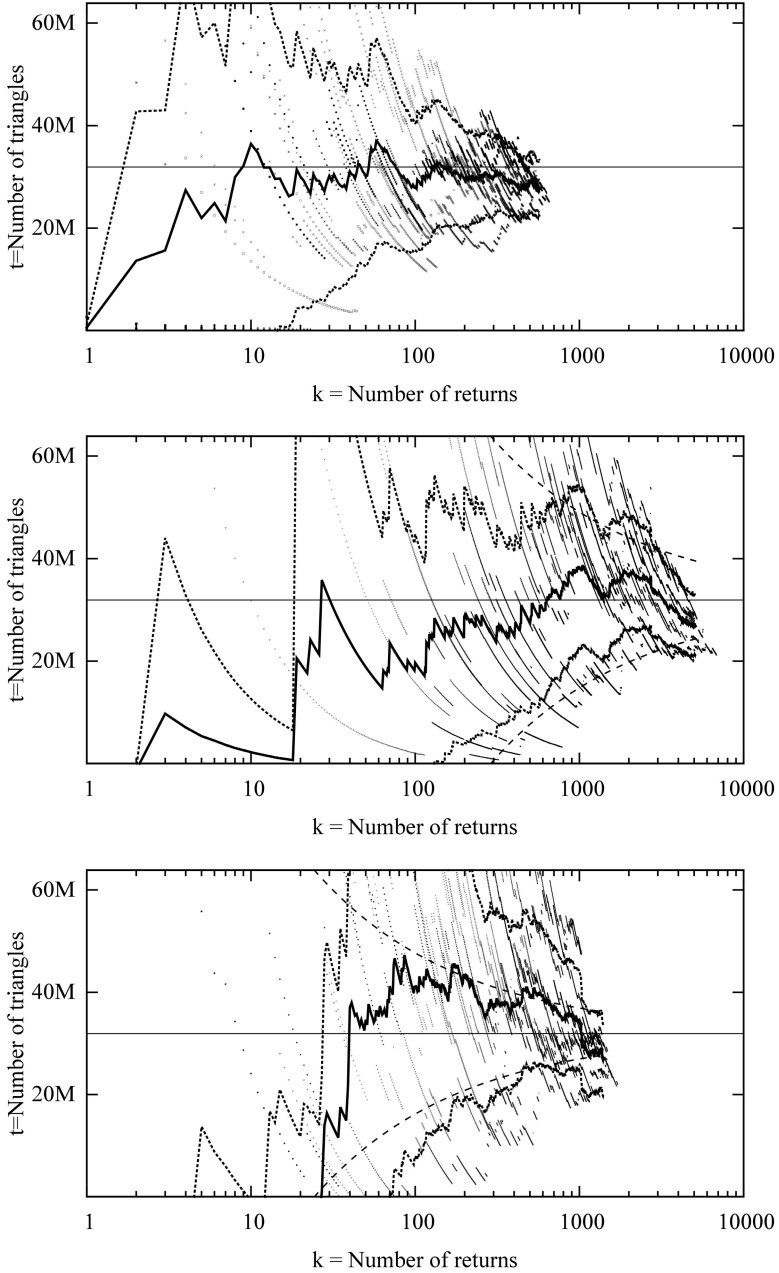 60M
40M
20M
t=Number of triangles
1 10 100 1000 10000
k = Number of returns
60M
40M
20M
t=Number of triangles
1 10 100 1000 10000
k = Number of returns
60M
40M
20M
t=Number of triangles
1 10 100 1000 10000
k = Number of returns